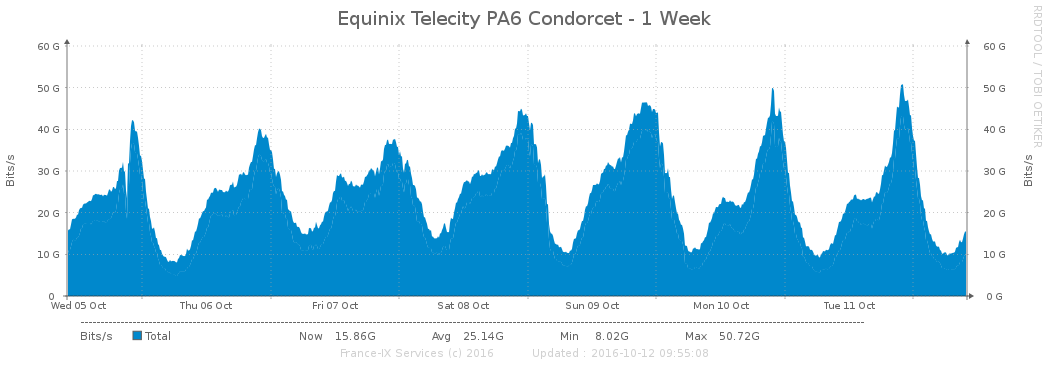 Equinix Telecity PA6 Condorcet - 1 Week
RRDTOOL / TOBI OETIKER
Bits/s
60 G
50 G
40 G
30 G
20 G
10 G
0
60 G
50 G
40 G
30 G
20 G
10 G
0 G
Bits/s
Wed 05 Oct Thu 06 Oct Fri 07 Oct Sat 08 Oct Sun 09 Oct Mon 10 Oct Tue 11 Oct
Bits/s Total Now 15.86G Avg 25.14G Min 8.02G Max 50.72G
France-IX Services (c) 2016 Updated : 2016-10-12 09:55:08